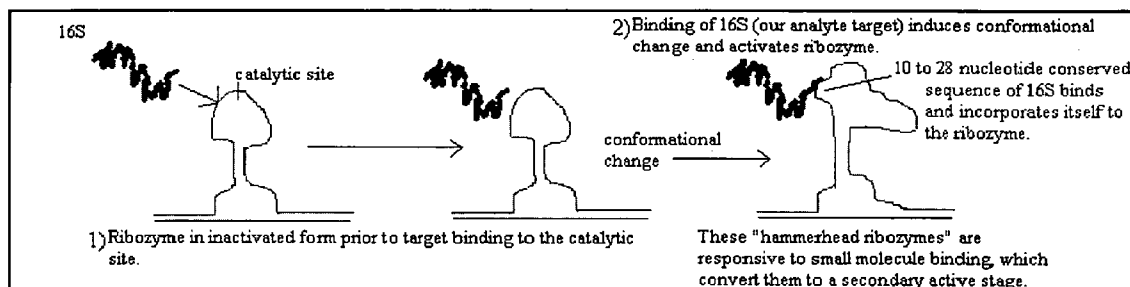 16S
catalytic site
1) Ribozyme in inactivated form prior to target binding to the catalytic
site.
conformational
change
2) Binding of 16S (our analyte target) induces conformational
change and activates ribozyme.
10 to 28 nucleotide conserved
sequence of 16S binds
and incorporates itself to
the ribozyme.
These "hammerhead ribozymes" are
responsive to small molecule binding, which
convert them to a secondary active stage.